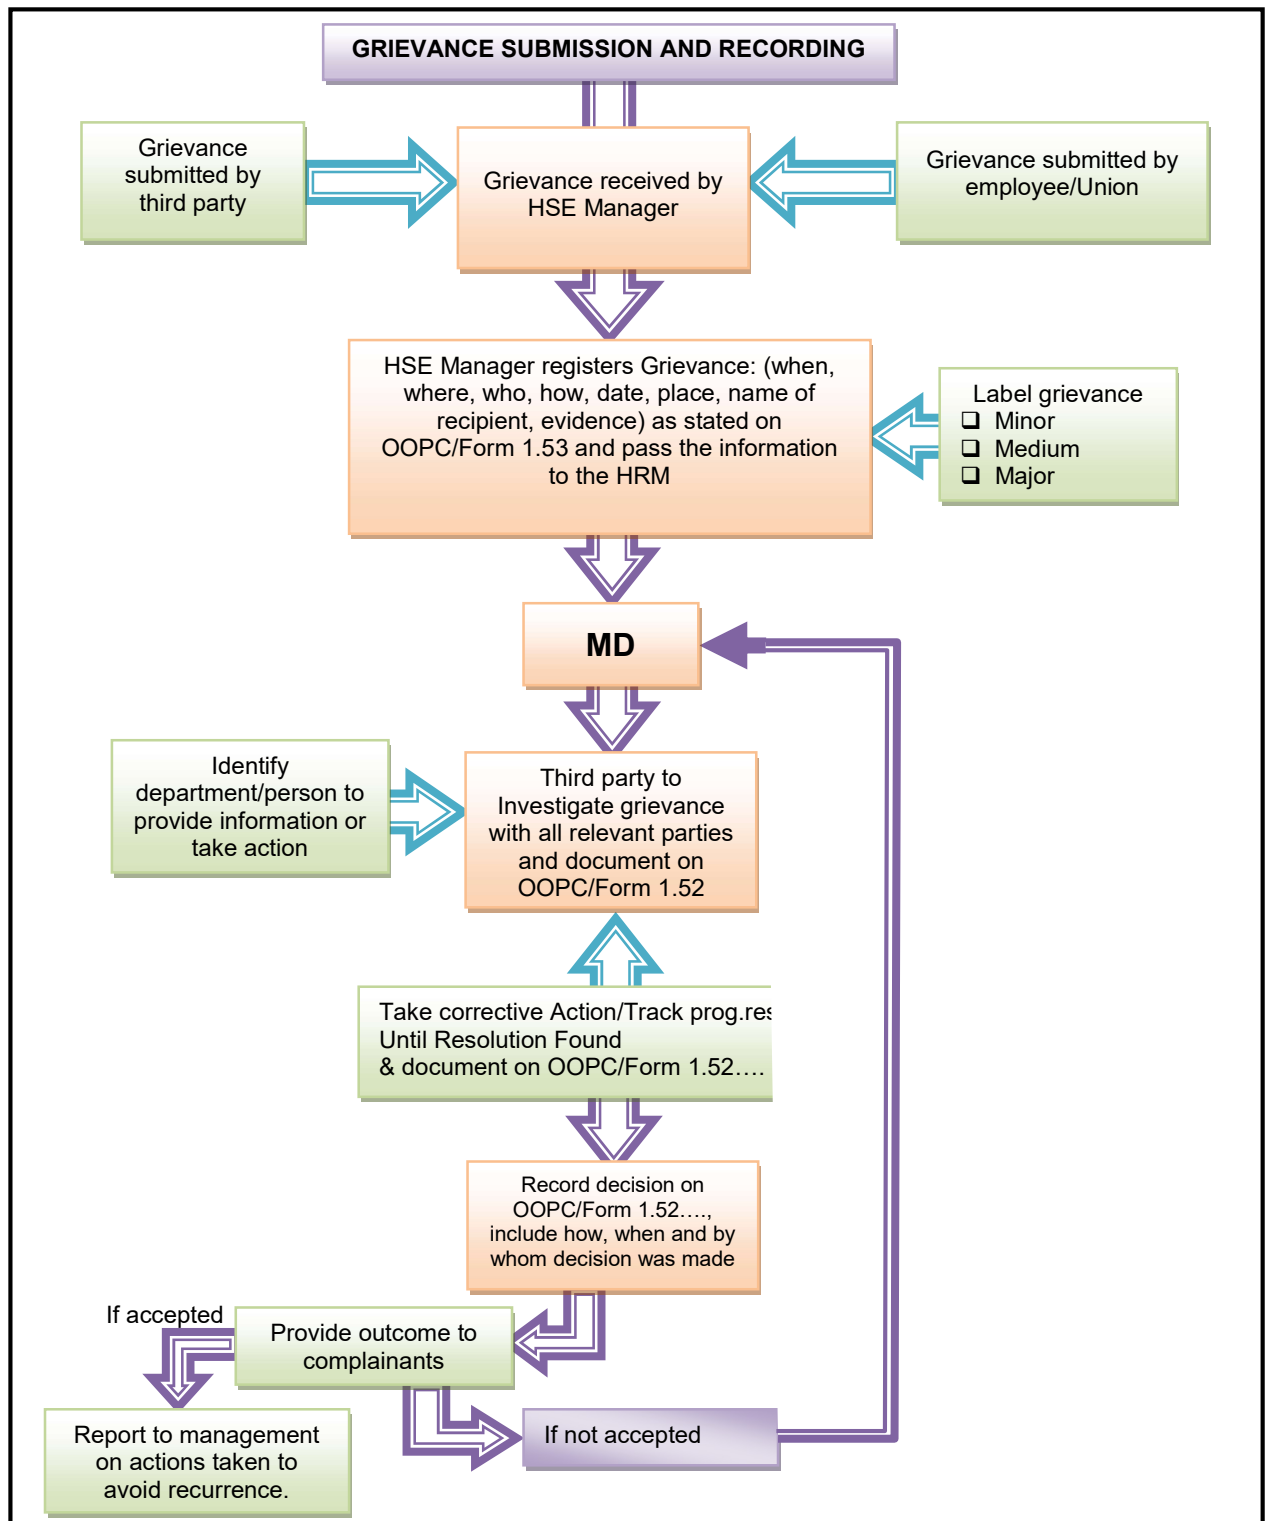 GRIEVANCE SUBMISSION AND RECORDING
Grievance
submitted by
third party
Grievance received by
HSE Manager
Grievance submitted by
employee/Union
HSE Manager registers Grievance: (when,
where, who, how, date, place, name of
recipient, evidence) as stated on
OOPC/Form 1.53 and pass the information
to the HRM
Label grievance
❑ Minor
❑ Medium
❑ Major
MD
Identify
department/person to
provide information or
take action
Third party to
Investigate grievance
with all relevant parties
and document on
OOPC/Form 1.52
Take corrective Action/Track prog.res
Until Resolution Found
& document on OOPC/Form 1.52….
Record decision on
OOPC/Form 1.52….,
include how, when and by
whom decision was made
If accepted
Provide outcome to
complainants
If not accepted
Report to management
on actions taken to
avoid recurrence.